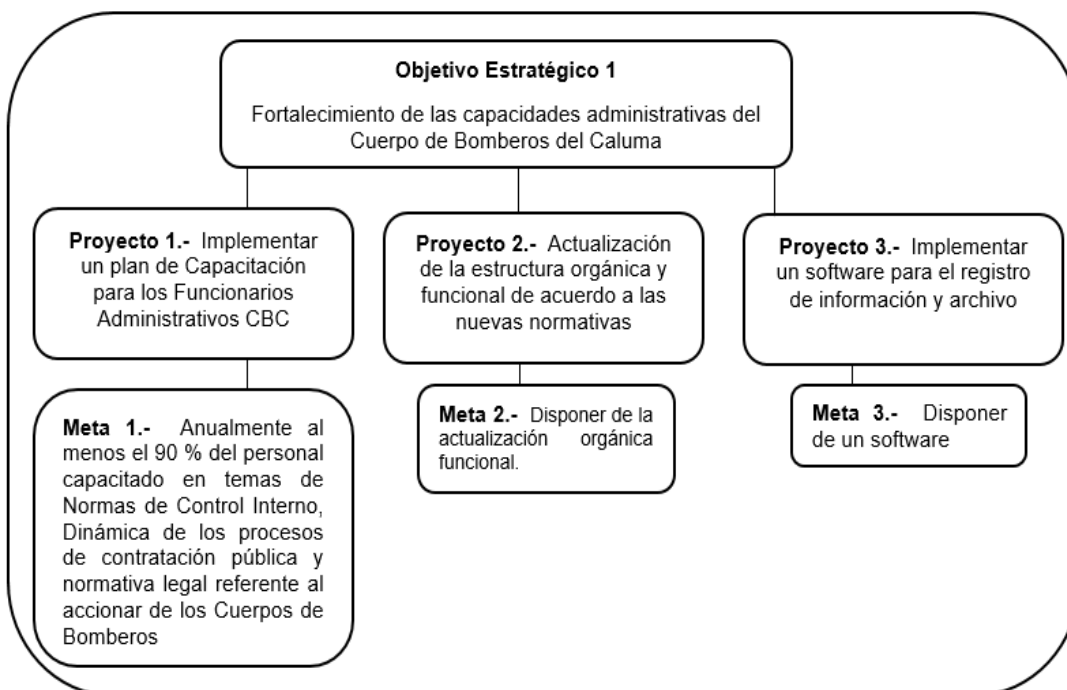 Objetivo Estratégico 1
Fortalecimiento de las capacidades administrativas del
Cuerpo de Bomberos del Caluma
Proyecto 1.- Implementar
un plan de Capacitación
para los Funcionarios
Administrativos CBC
Proyecto 2.- Actualización
de la estructura orgánica y
funcional de acuerdo a las
nuevas normativas
Proyecto 3.- Implementar
un software para el registro
de información y archivo
Meta 1.- Anualmente al
menos el 90 % del personal
capacitado en temas de
Normas de Control Interno,
Dinámica de los procesos
de contratación pública y
normativa legal referente al
accionar de los Cuerpos de
Bomberos
Meta 2.- Disponer de la
actualización orgánica
funcional.
Meta 3.- Disponer
de un software